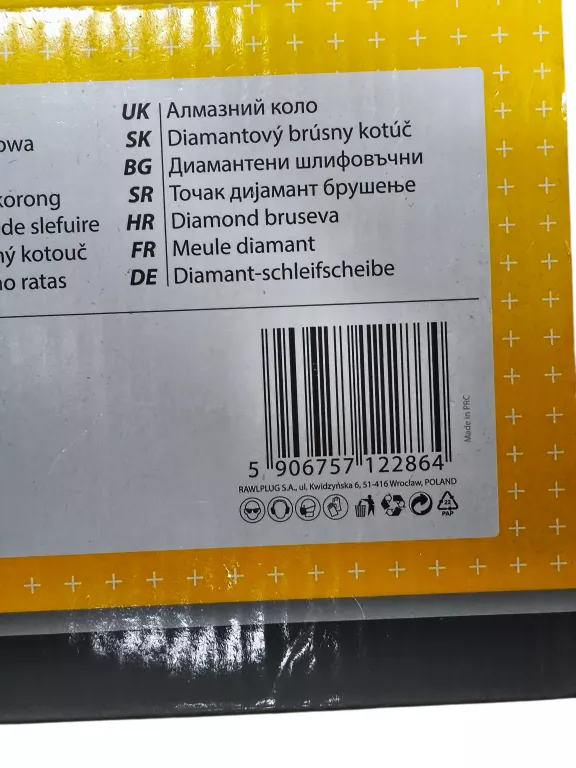 UK Алмазний коло
owa
SK Diamantový brúsny kotúč
BG Диамантени шлифовъчни
korong
SR Точак дијамант брушење
de slefuire
HR Diamond bruseva
ný kotouč
FR Meule diamant
no ratas
DE Diamant-schleifscheibe
Made in PRC
5 906757 122864
RAWLPLUG S.A., ul. Kwidzyńska 6, 51-416 Wrocław, POLAND
22
PAP